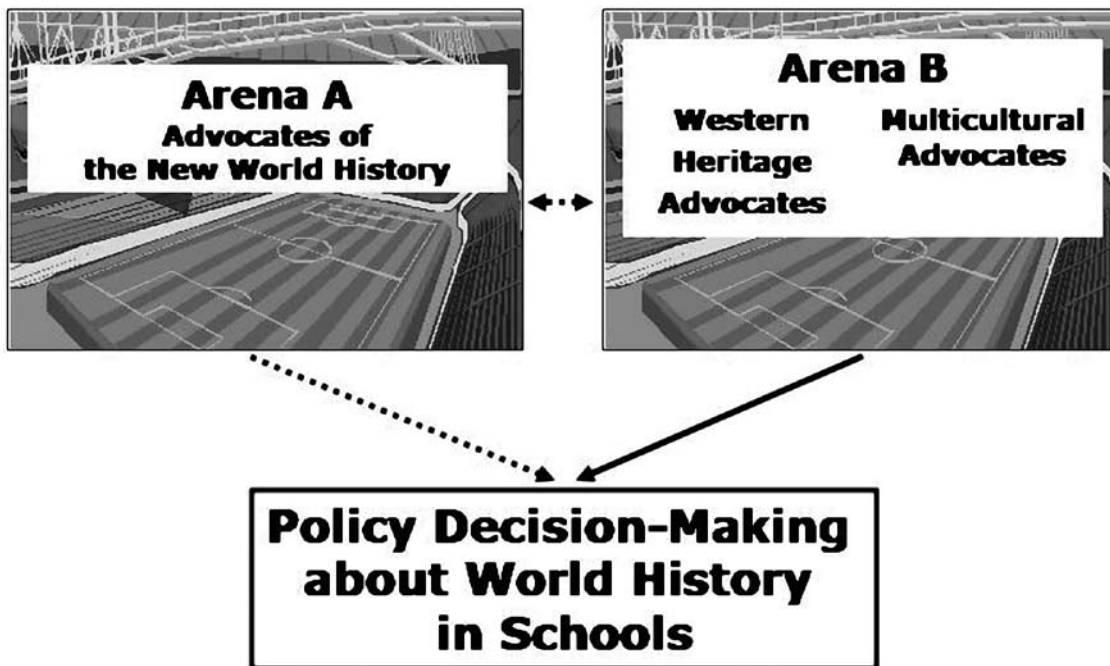 Arena A
Advocates of
the New World History
Arena B
Western
Heritage
Advocates
Multicultural
Advocates
Policy Decision-Making
about World History
in Schools